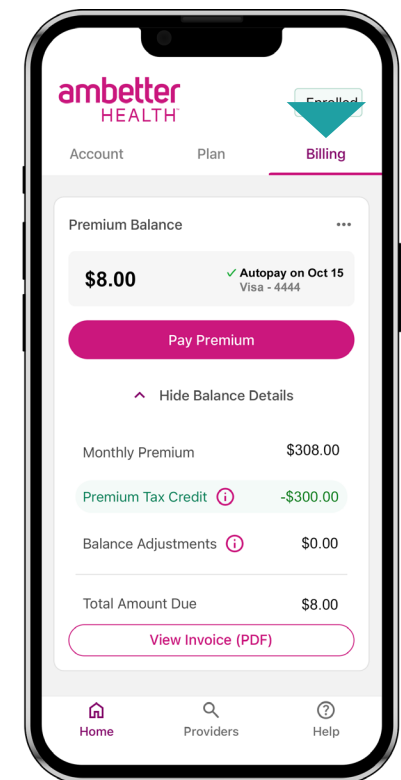 ambetter
HEALTH
Enrolled
Account Plan Billing
Premium Balance
$8.00
✓ Autopay on Oct 15
Visa - 4444
Pay Premium
Hide Balance Details
Monthly Premium $308.00
Premium Tax Credit -$300.00
Balance Adjustments $0.00
Total Amount Due $8.00
View Invoice (PDF)
Home Providers Help